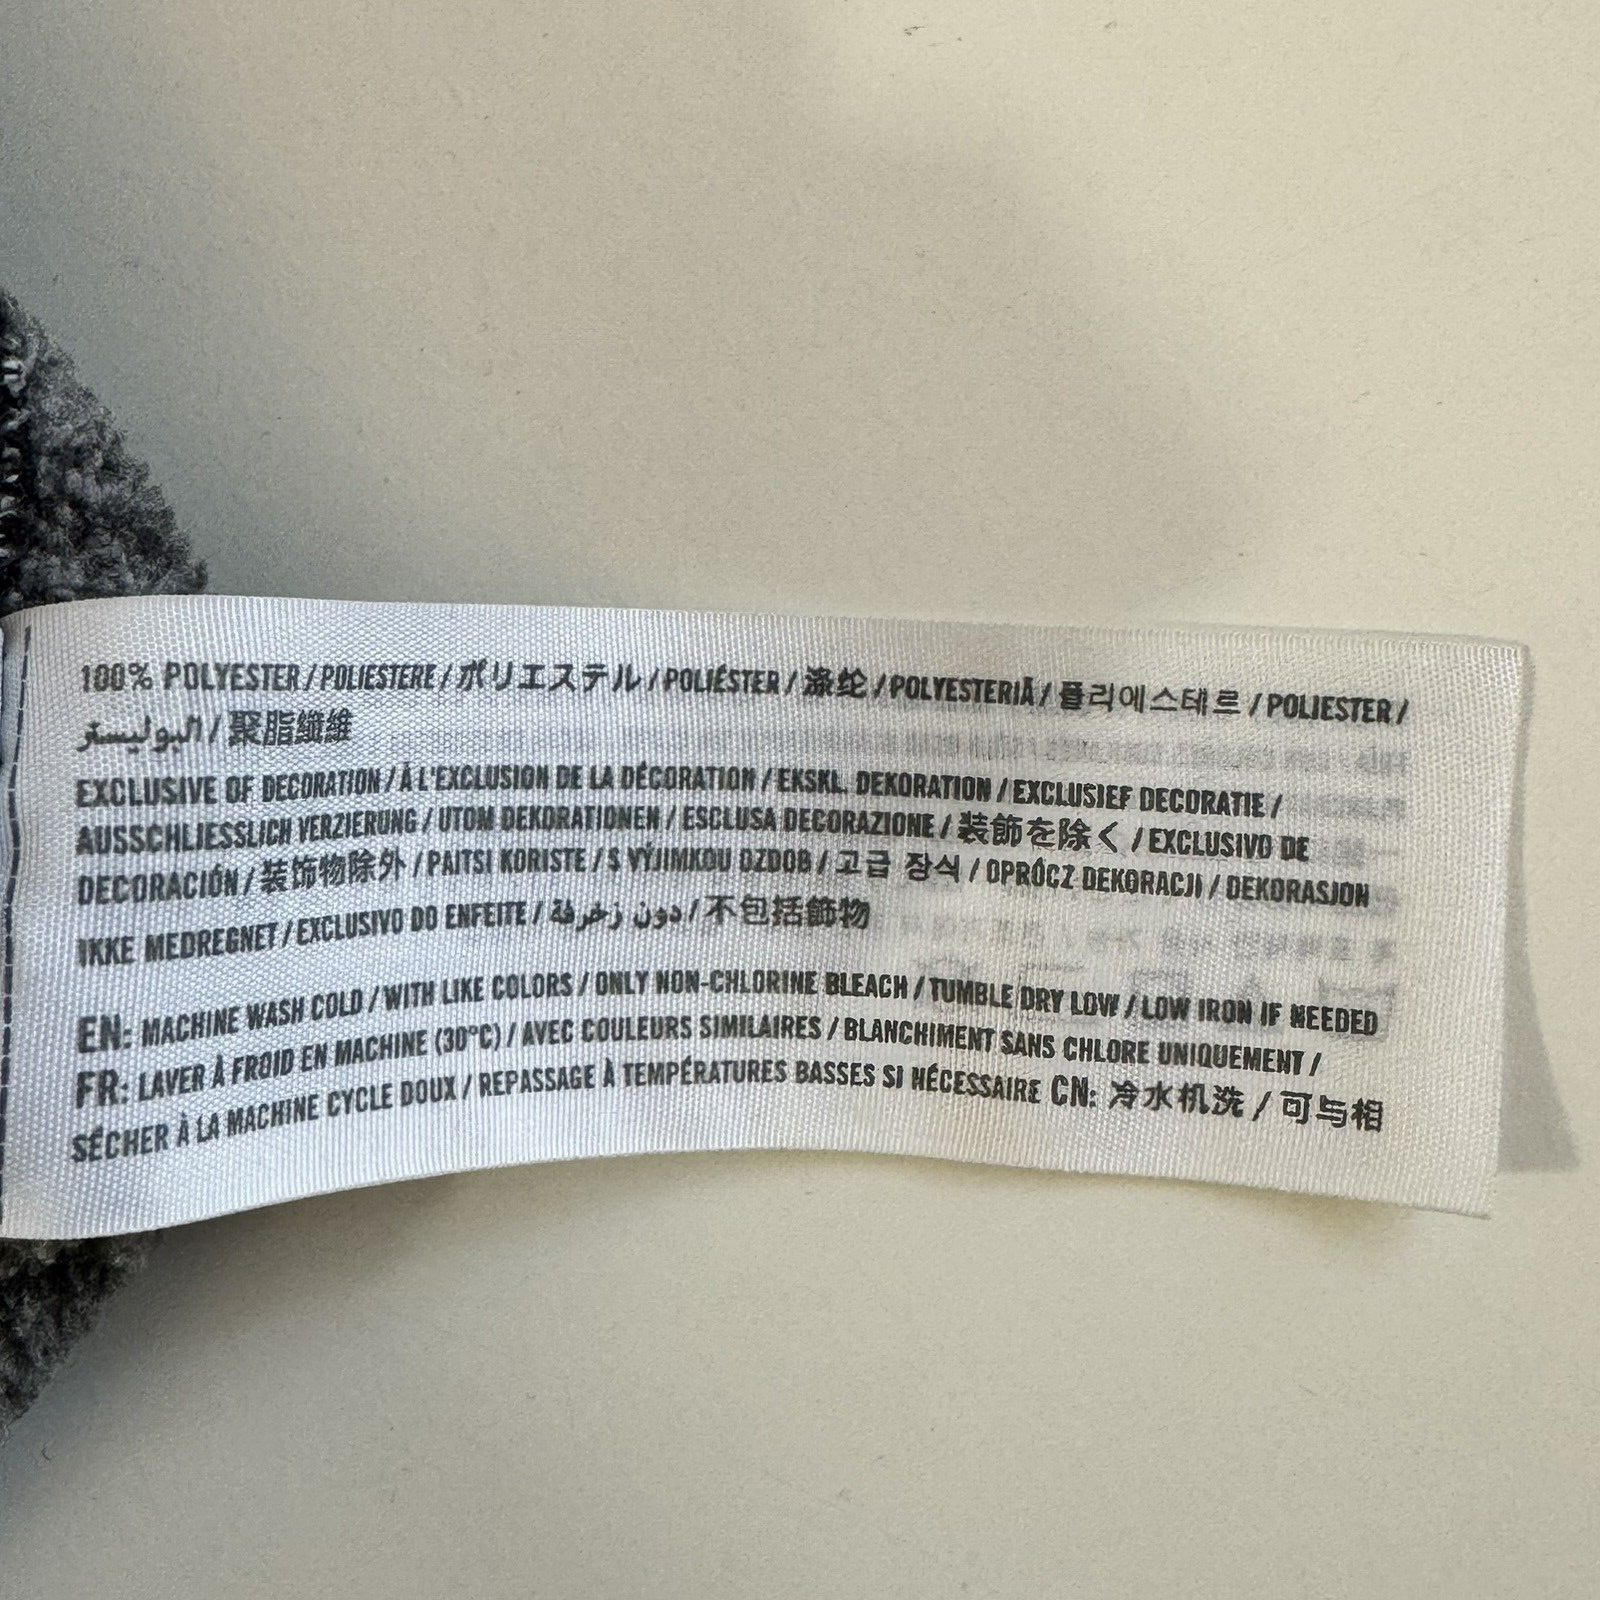 100% POLYESTER / POLIESTERE / ポリエステル / POLIÉSTER / 涤纶 / POLYESTERIÄ / 폴리에스테르 / POLIESTER /
البوليستر / 聚脂纖維
EXCLUSIVE OF DECORATION / À L'EXCLUSION DE LA DÉCORATION / EKSKL. DEKORATION / EXCLUSIEF DECORATIE /
AUSSCHLIESSLICH VERZIERUNG / UTOM DEKORATIONEN / ESCLUSA DECORAZIONE / 装飾を除く / EXCLUSIVO DE
DECORACIÓN / 装饰物除外 / PAITSI KORISTE / S VÝJIMKOU OZDOB / 고급 장식 / OPRÓCZ DEKORACJI / DEKORASJON
IKKE MEDREGNET / EXCLUSIVO DO ENFEITE / دون زخرفة / 不包括飾物
EN: MACHINE WASH COLD / WITH LIKE COLORS / ONLY NON-CHLORINE BLEACH / TUMBLE DRY LOW / LOW IRON IF NEEDED
FR: LAVER À FROID EN MACHINE (30°C) / AVEC COULEURS SIMILAIRES / BLANCHIMENT SANS CHLORE UNIQUEMENT /
SÉCHER À LA MACHINE CYCLE DOUX / REPASSAGE À TEMPÉRATURES BASSES SI NÉCESSAIRE CN: 冷水机洗 / 可与相